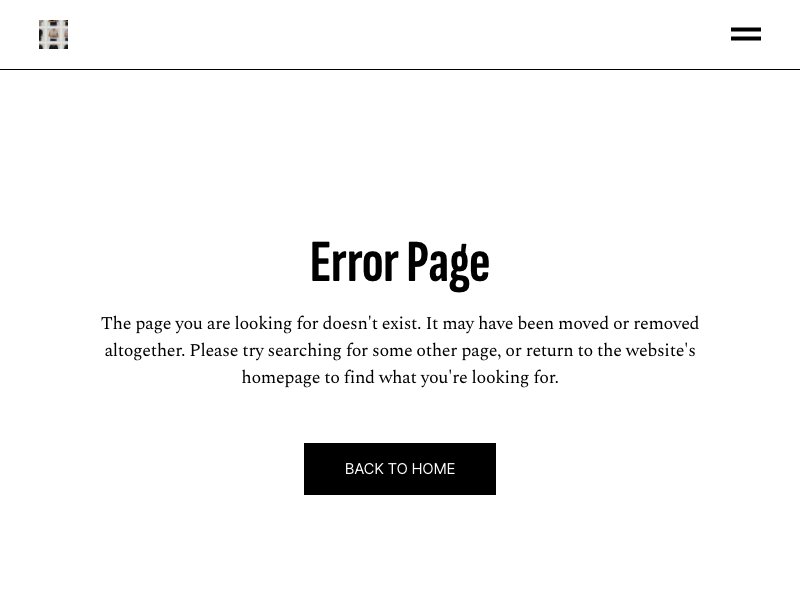 Error Page
The page you are looking for doesn't exist. It may have been moved or removed
altogether. Please try searching for some other page, or return to the website's
homepage to find what you're looking for.
BACK TO HOME